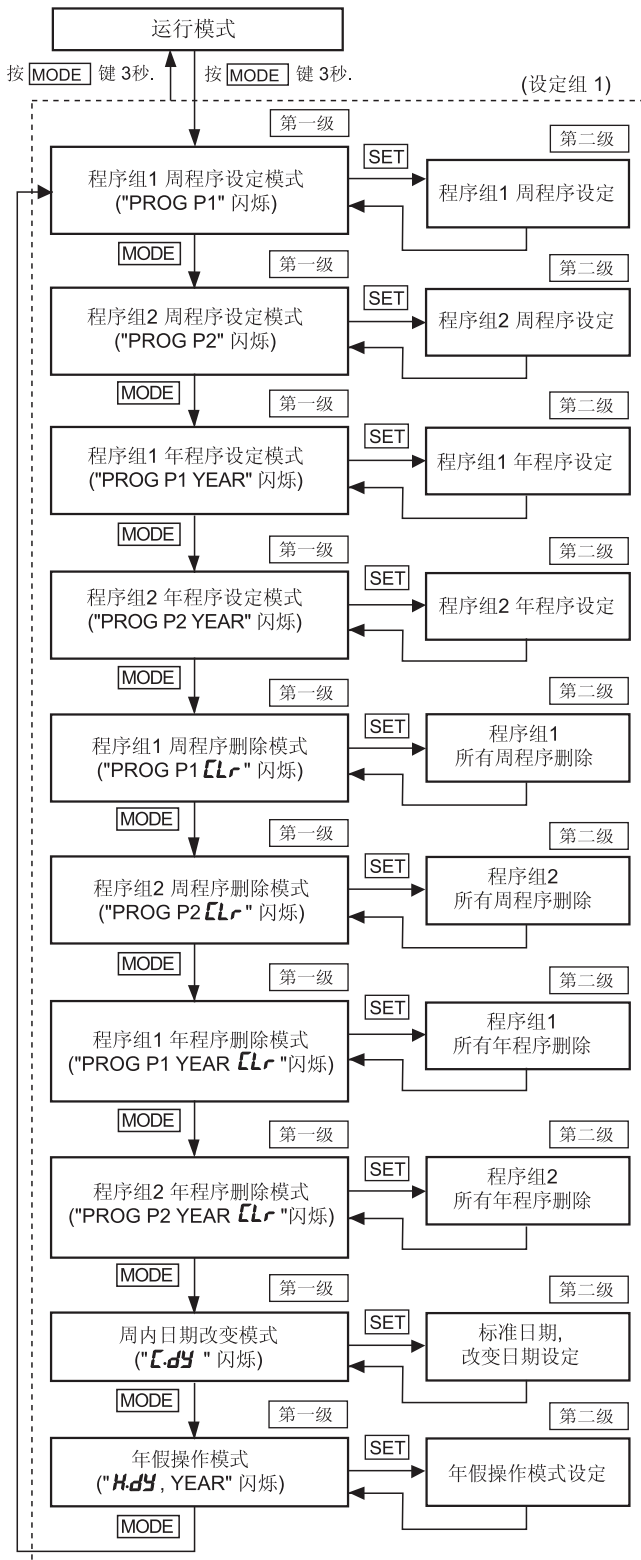 运行模式
按 MODE 键 3秒.
按 MODE 键 3秒.
(设定组 1)
第一级
第二级
程序组1 周程序设定模式
("PROG P1" 闪烁)
SET
程序组1 周程序设定
MODE
第一级
第二级
程序组2 周程序设定模式
("PROG P2" 闪烁)
SET
程序组2 周程序设定
MODE
第一级
第二级
程序组1 年程序设定模式
("PROG P1 YEAR" 闪烁)
SET
程序组1 年程序设定
MODE
第一级
第二级
程序组2 年程序设定模式
("PROG P2 YEAR" 闪烁)
SET
程序组2 年程序设定
MODE
第一级
第二级
程序组1 周程序删除模式
("PROG P1 CLr " 闪烁)
SET
程序组1
所有周程序删除
MODE
第一级
第二级
程序组2 周程序删除模式
("PROG P2 CLr " 闪烁)
SET
程序组2
所有周程序删除
MODE
第一级
第二级
程序组1 年程序删除模式
("PROG P1 YEAR CLr "闪烁)
SET
程序组1
所有年程序删除
MODE
第一级
第二级
程序组2 年程序删除模式
("PROG P2 YEAR CLr "闪烁)
SET
程序组2
所有年程序删除
MODE
第一级
第二级
周内日期改变模式
("C.dY " 闪烁)
SET
标准日期,
改变日期设定
MODE
第一级
第二级
年假操作模式
("H.dY , YEAR" 闪烁)
SET
年假操作模式设定
MODE